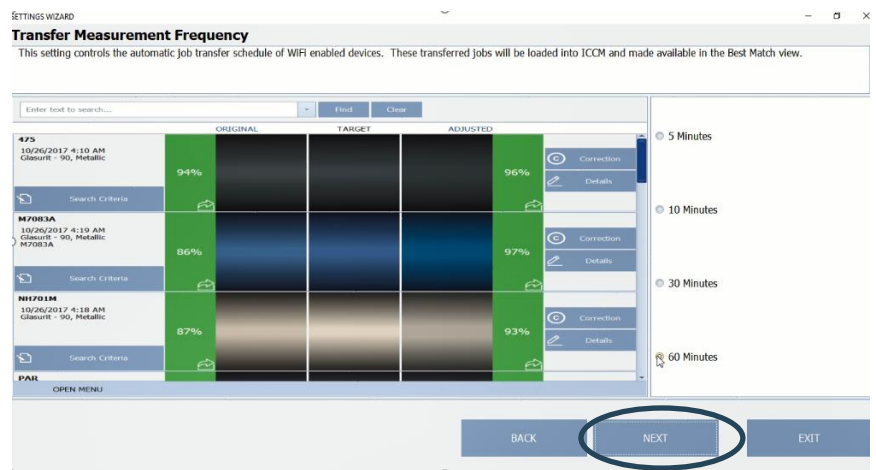 SETTINGS WIZARD
Transfer Measurement Frequency
This setting controls the automatic job transfer schedule of WiFi enabled devices. These transferred jobs will be loaded into ICCM and made available in the Best Match view.
Enter text to search....
Find
Clear
ORIGINAL TARGET ADJUSTED
475
10/26/2017 4:10 AM
Glasurit - 90, Metallic
94%
96%
Correction
Details
Search Criteria
M7083A
10/26/2017 4:19 AM
Glasurit - 90, Metallic
M7083A
86%
97%
Correction
Details
Search Criteria
NH701M
10/26/2017 4:18 AM
Glasurit - 90, Metallic
87%
93%
Correction
Details
Search Criteria
PAR
OPEN MENU
5 Minutes
10 Minutes
30 Minutes
60 Minutes
BACK
NEXT
EXIT